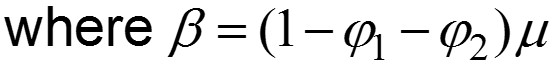 where β = (1 − φ₁ − φ₂) μ